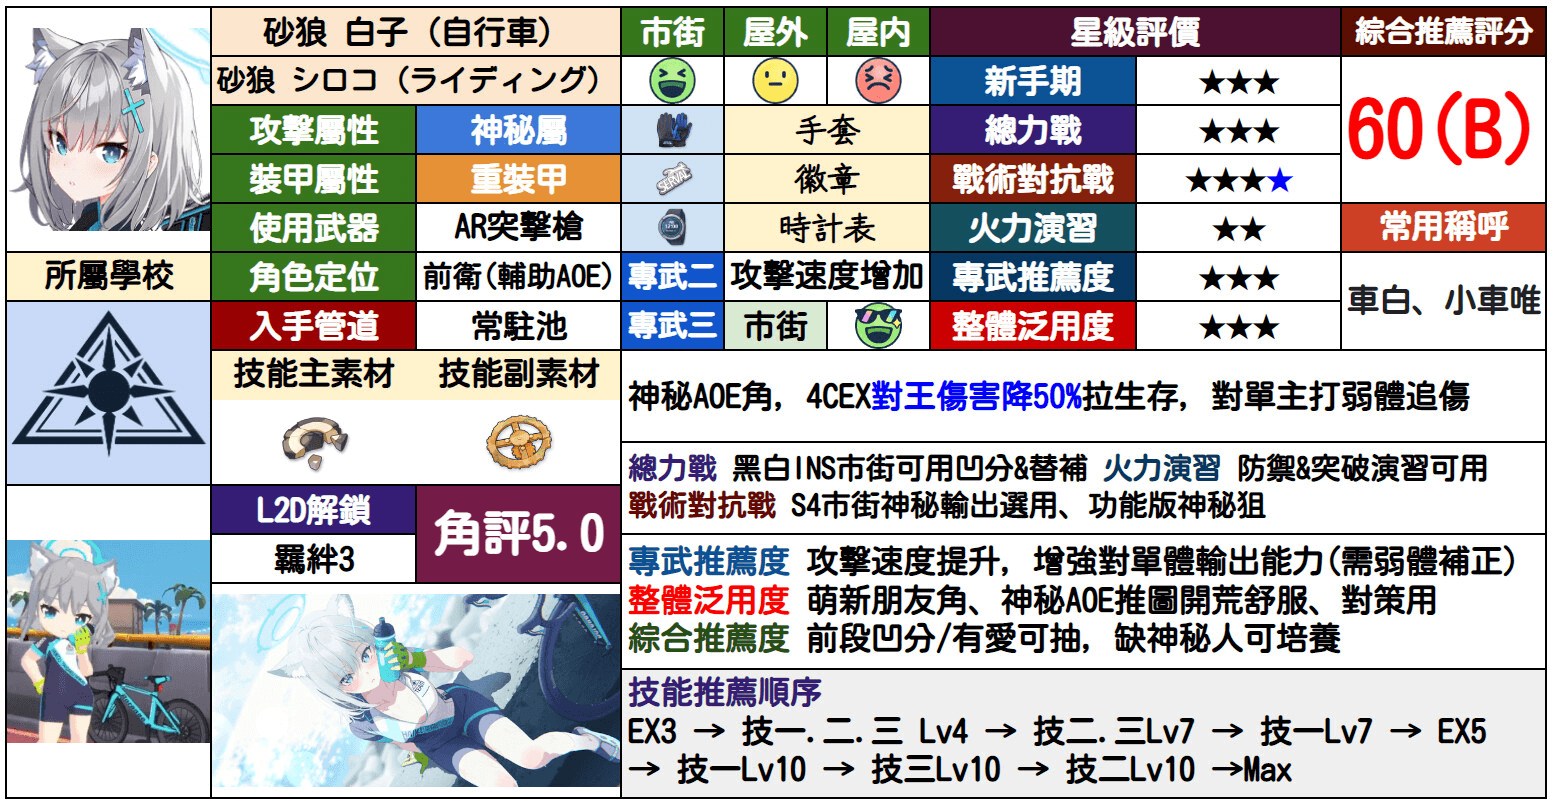 砂狼 白子（自行車）
砂狼 シロコ（ライディング）
市街 屋外 屋内
星級評價
綜合推薦評分
新手期 ★★★
60(B)
攻擊屬性 神秘屬
手套
總力戰 ★★★
裝甲屬性 重裝甲
SERVAL
徽章
戰術對抗戰 ★★★★
使用武器 AR突擊槍
時計表
火力演習 ★★
常用稱呼
所屬學校
角色定位 前衛(輔助AOE)
專武二 攻擊速度增加
專武推薦度 ★★★
車白、小車唯
入手管道 常駐池
專武三 市街
整體泛用度 ★★★
技能主素材 技能副素材
神秘AOE角, 4CEX對王傷害降50%拉生存, 對單主打弱體追傷
總力戰 黑白INS市街可用凹分&替補 火力演習 防禦&突破演習可用
戰術對抗戰 S4市街神秘輸出選用、功能版神秘狙
L2D解鎖
羈絆3
角評5.0
專武推薦度 攻擊速度提升, 增強對單體輸出能力(需弱體補正)
整體泛用度 萌新朋友角、神秘AOE推圖開荒舒服、對策用
綜合推薦度 前段凹分/有愛可抽, 缺神秘人可培養
技能推薦順序
EX3 → 技一.二.三 Lv4 → 技二.三Lv7 → 技一Lv7 → EX5
→ 技一Lv10 → 技三Lv10 → 技二Lv10 →Max